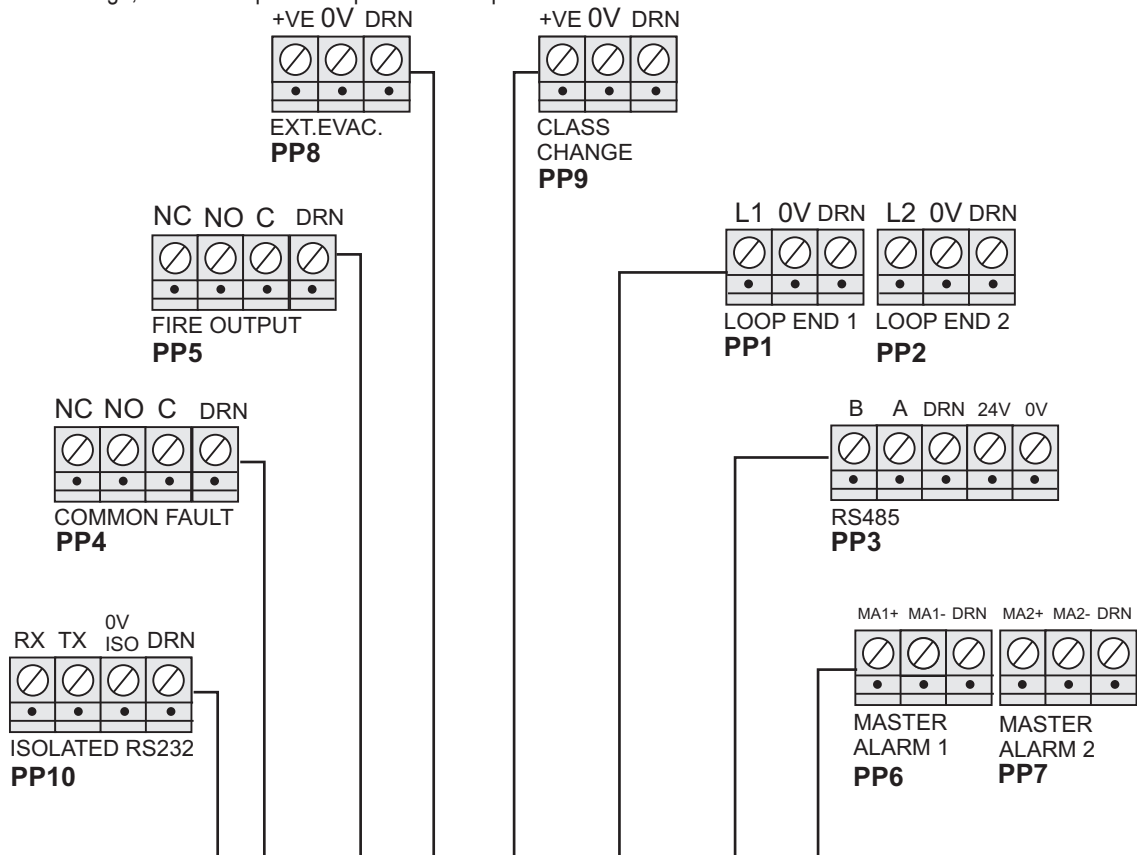 +VE 0V DRN
EXT.EVAC.
PP8
+VE 0V DRN
CLASS
CHANGE
PP9
NC NO C DRN
FIRE OUTPUT
PP5
L1 0V DRN
LOOP END 1
PP1
L2 0V DRN
LOOP END 2
PP2
NC NO C DRN
COMMON FAULT
PP4
B A DRN 24V 0V
RS485
PP3
RX TX 0V ISO DRN
ISOLATED RS232
PP10
MA1+ MA1- DRN
MASTER
ALARM 1
PP6
MA2+ MA2- DRN
MASTER
ALARM 2
PP7